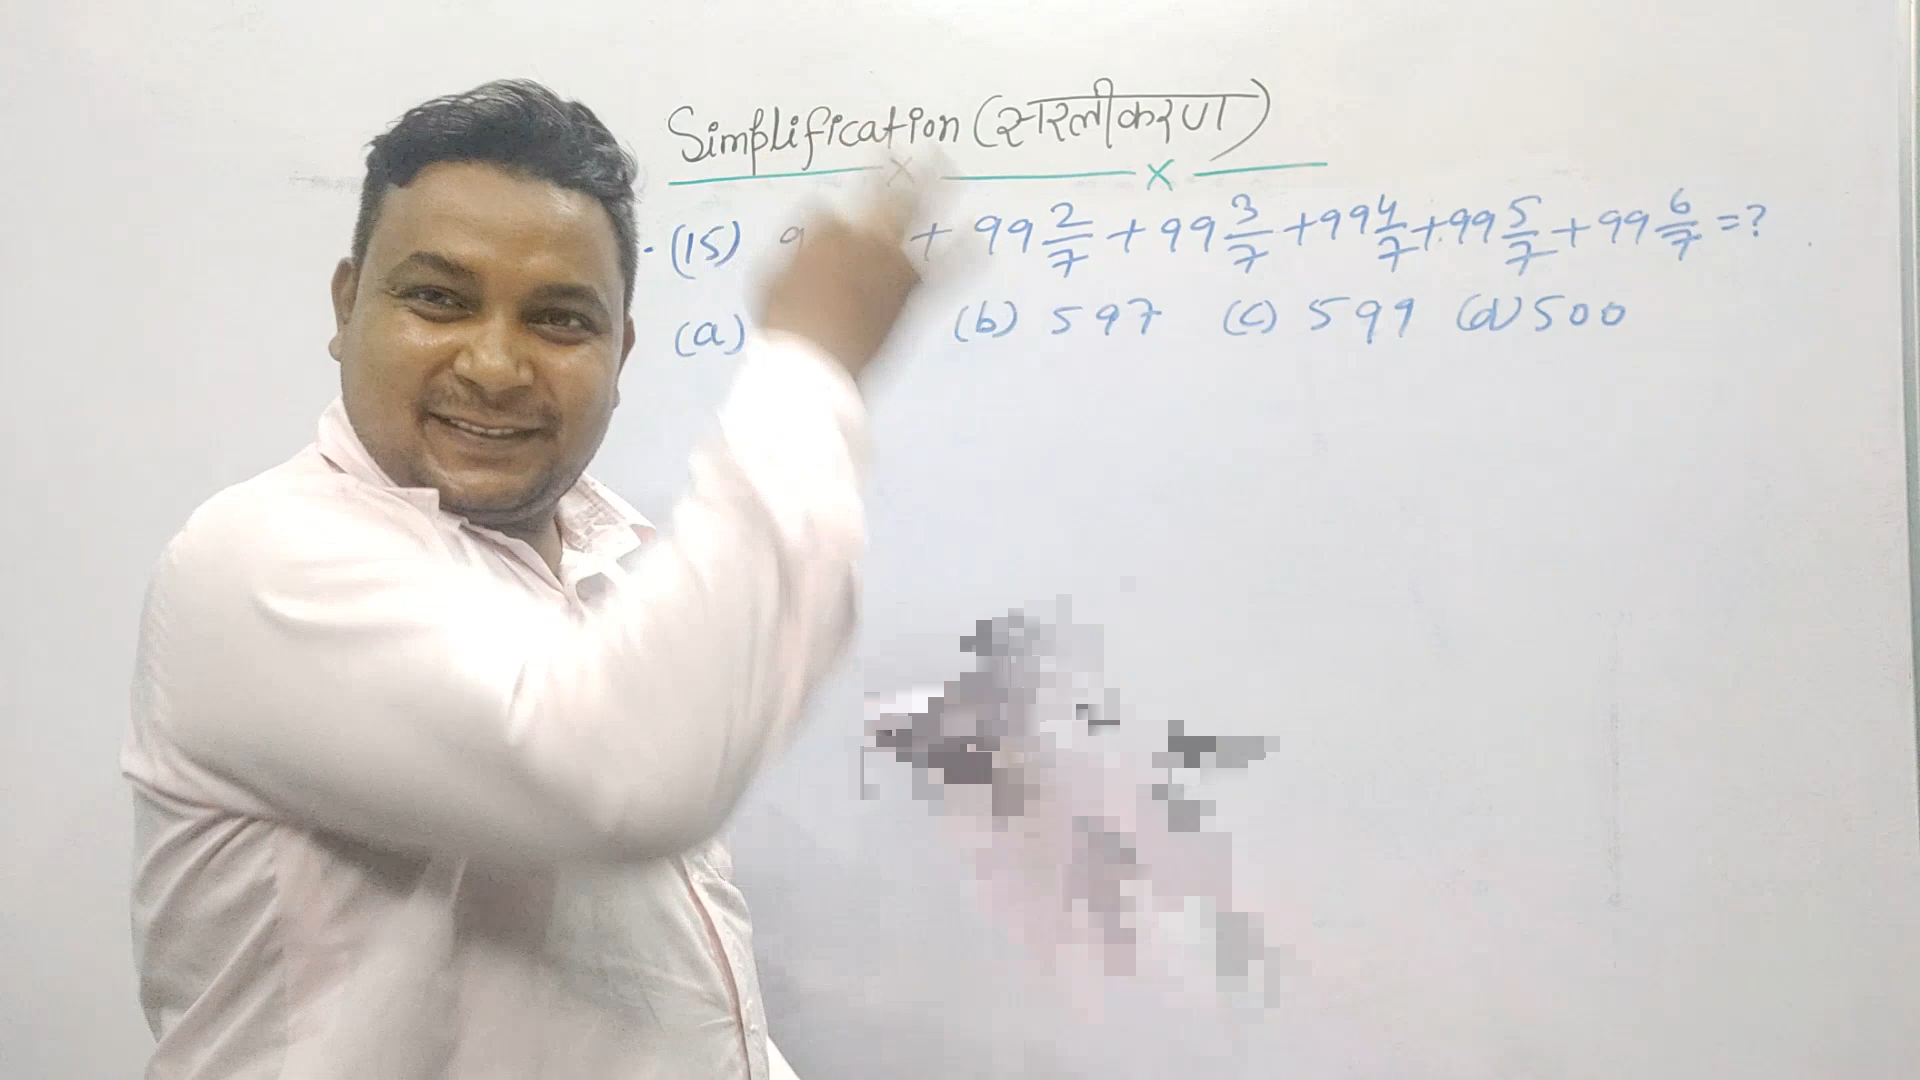 Simplification (सरलीकरण)
(15) 9 + 99 2/7 + 99 3/7 + 99 4/7 + 99 5/7 + 99 6/7 = ?
(a) (b) 597 (c) 599 (d) 500